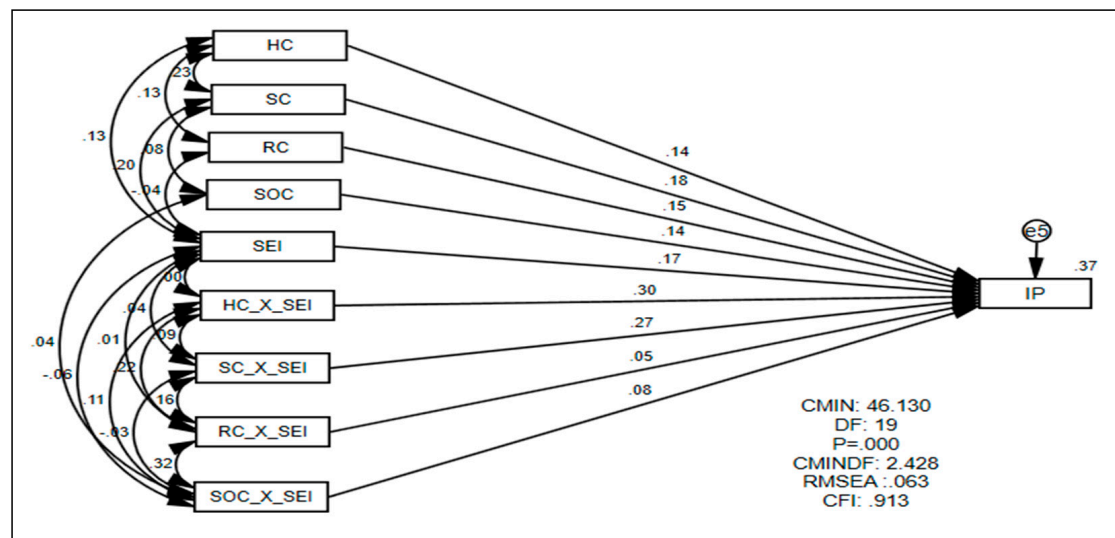 HC
.23
SC
.13
.13
RC
.14
.08
.18
.20
-.04
.15
SOC
.14
SEI
.17
e5
.37
.00
IP
HC_X_SEI
.30
.04
.04
.01
.09
.27
-.06
.22
SC_X_SEI
.05
.11
.16
.08
-.03
RC_X_SEI
.32
SOC_X_SEI
CMIN: 46.130
DF: 19
P=.000
CMINDF: 2.428
RMSEA :.063
CFI: .913